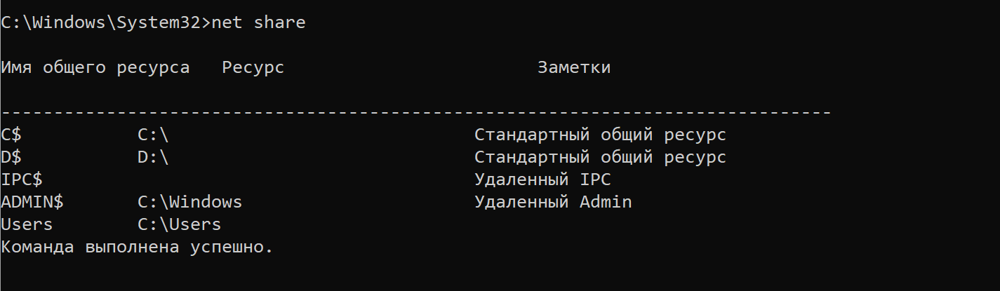 C:\Windows\System32>net share
Имя общего ресурса   Ресурс                        Заметки
-------------------------------------------------------------------------------
C$           C:\                             Стандартный общий ресурс
D$           D:\                             Стандартный общий ресурс
IPC$                                         Удаленный IPC
ADMIN$       C:\Windows                      Удаленный Admin
Users        C:\Users
Команда выполнена успешно.